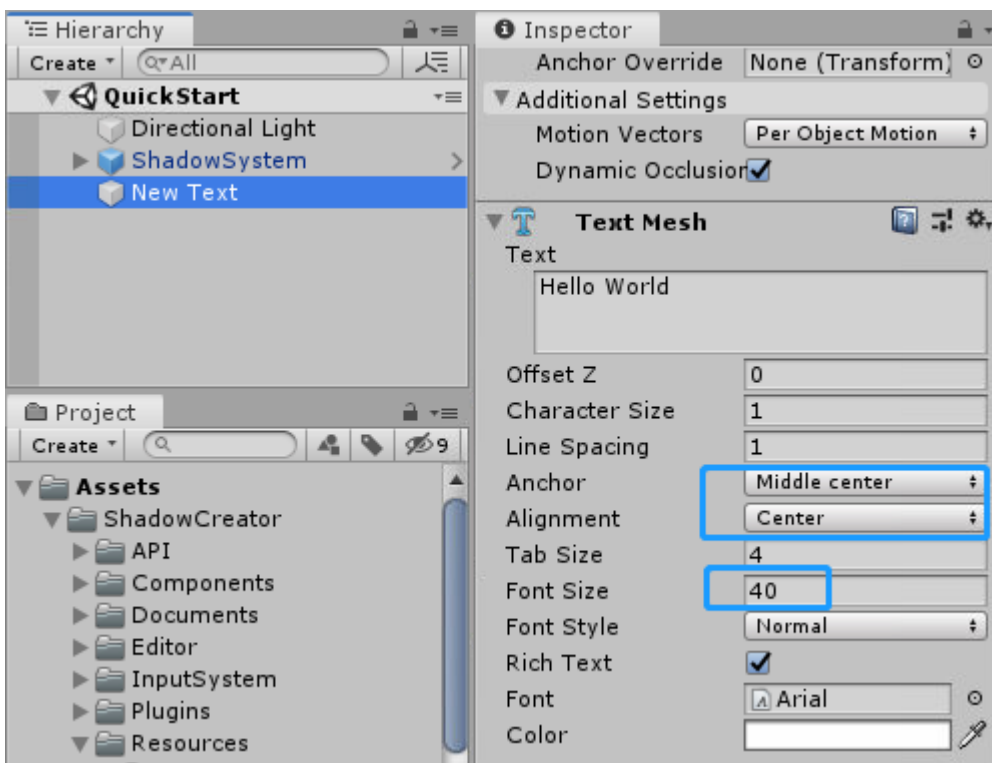 Hierarchy
Create All
QuickStart
Directional Light
ShadowSystem
New Text
Project
Create 9
Assets
ShadowCreator
API
Components
Documents
Editor
InputSystem
Plugins
Resources
Inspector
Anchor Override None (Transform)
Additional Settings
Motion Vectors Per Object Motion
Dynamic Occlusion
Text Mesh
Text
Hello World
Offset Z 0
Character Size 1
Line Spacing 1
Anchor Middle center
Alignment Center
Tab Size 4
Font Size 40
Font Style Normal
Rich Text
Font Arial
Color